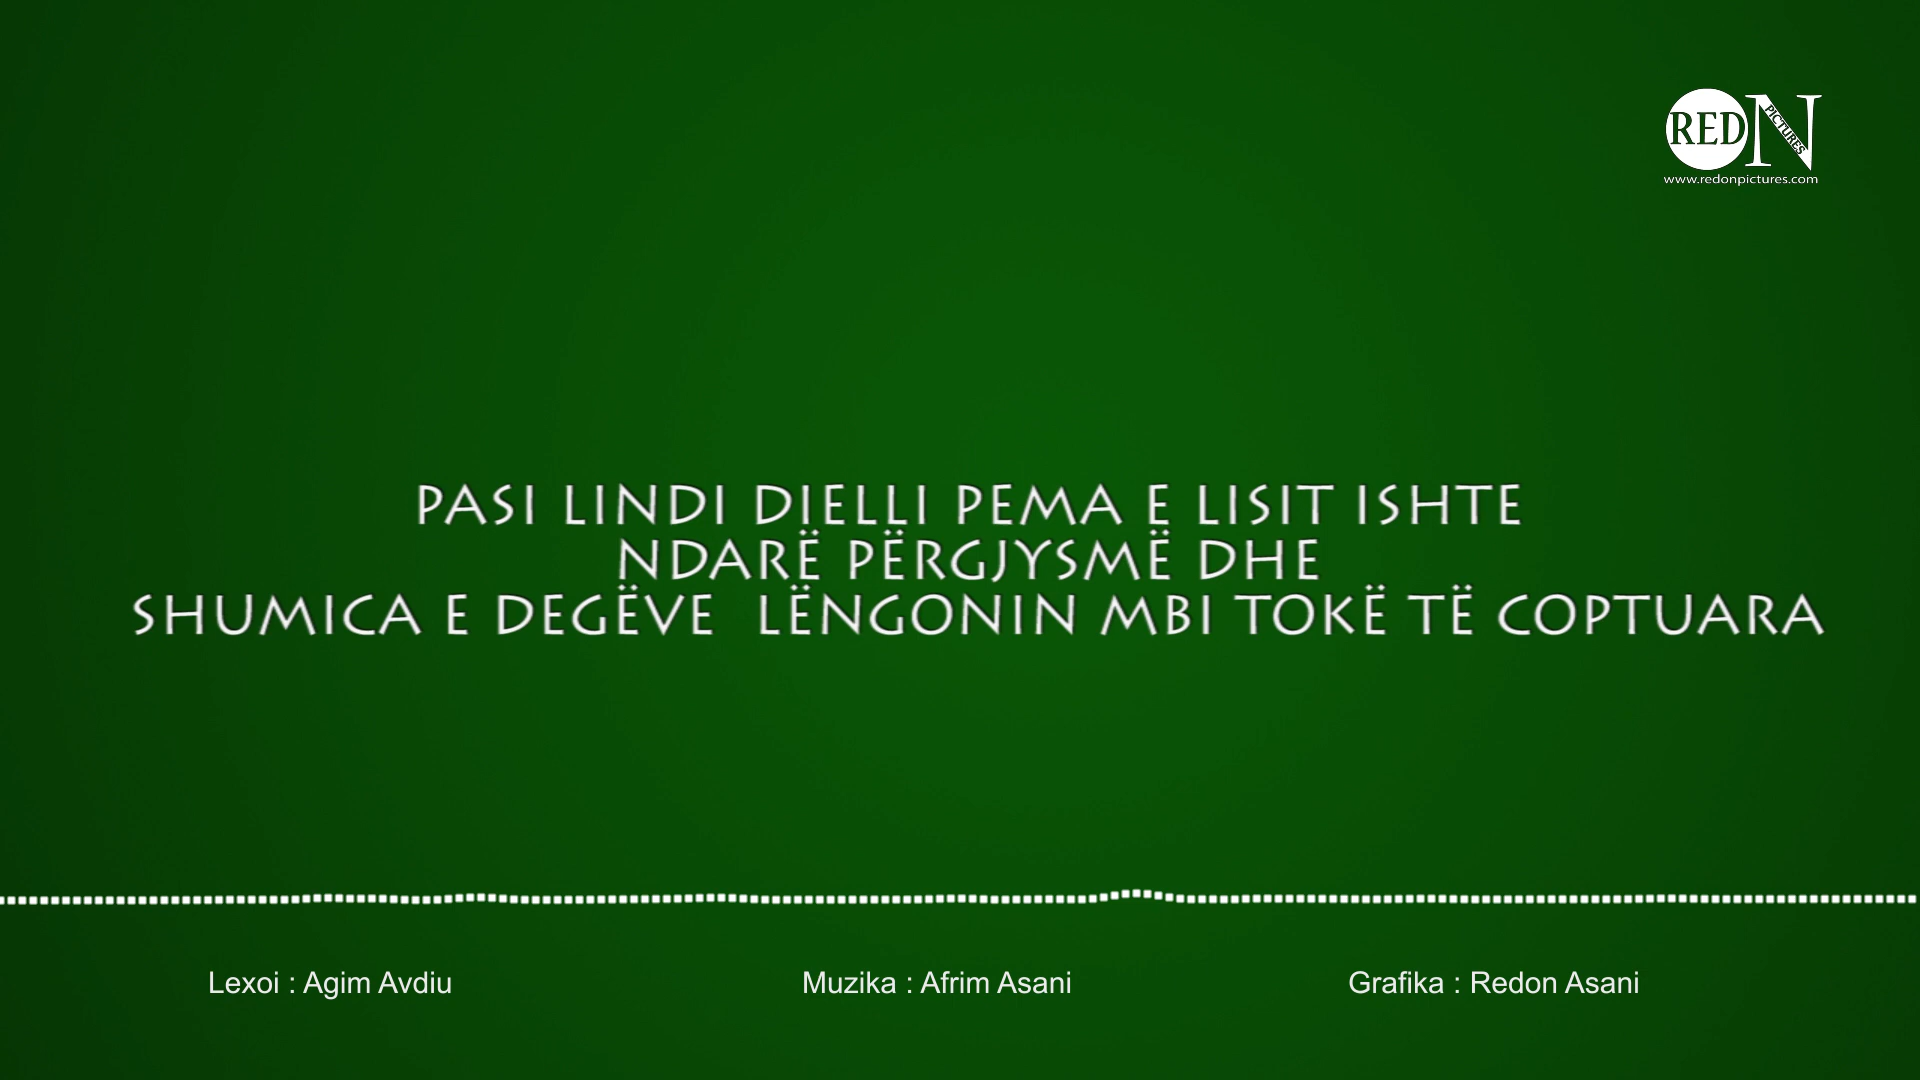 RED N
PICTURES
www.redonpictures.com
PASI LINDI DIELLI PEMA E LISIT ISHTE
NDARË PËRGJYSMË DHE
SHUMICA E DEGËVE  LËNGONIN MBI TOKË TË COPTUARA
Lexoi : Agim Avdiu
Muzika : Afrim Asani
Grafika : Redon Asani